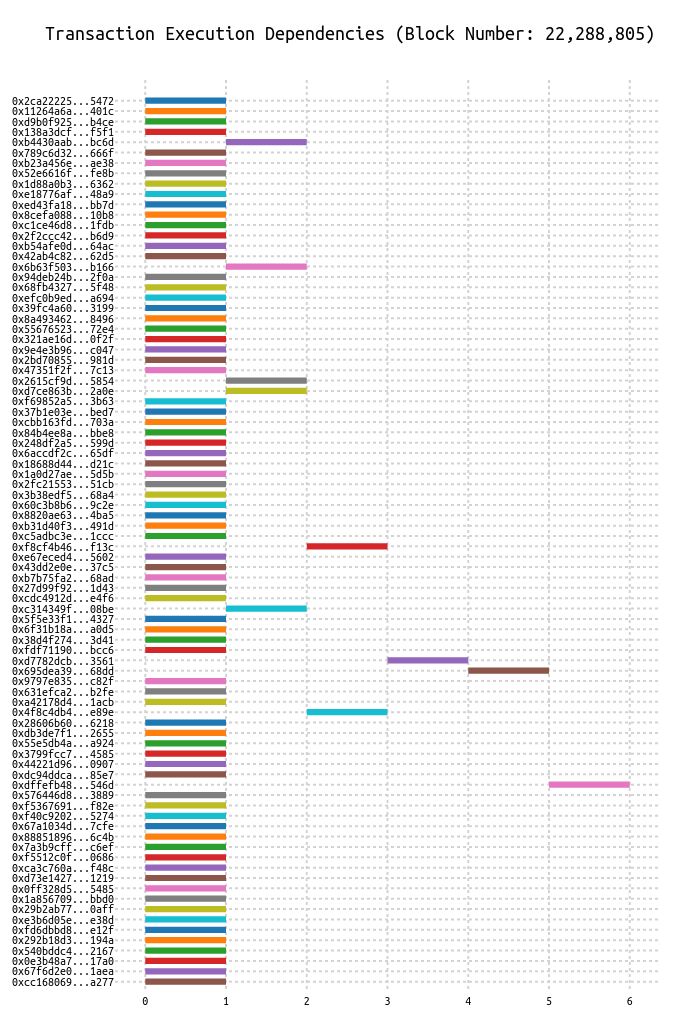 Transaction Execution Dependencies (Block Number: 22,288,805)
0x2ca22225...5472
0x11264a6a...401c
0xd9b0f925...b4ce
0x138a3dcf...f5f1
0xb4430aab...bc6d
0x789c6d32...666f
0xb23a456e...ae38
0x52e6616f...fe8b
0x1d88a0b3...6362
0xe18776af...48a9
0xed43fa18...bb7d
0x8cefa088...10b8
0xc1ce46d8...1fdb
0x2f2ccc42...b6d9
0xb54afe0d...64ac
0x42ab4c82...62d5
0x6b63f503...b166
0x94deb24b...2f0a
0x68fb4327...5f48
0xefc0b9ed...a694
0x39fc4a60...3199
0x8a493462...8496
0x55676523...72e4
0x321ae16d...0f2f
0x9e4e3b96...c047
0x2bd70855...981d
0x47351f2f...7c13
0x2615cf9d...5854
0xd7ce863b...2a0e
0xf69852a5...3b63
0x37b1e03e...bed7
0xcbb163fd...703a
0x84b4ee8a...bbe8
0x248df2a5...599d
0x6accdf2c...65df
0x18688d44...d21c
0x1a0d27ae...5d5b
0x2fc21553...51cb
0x3b38edf5...68a4
0x60c3b8b6...9c2e
0x8820ae63...4ba5
0xb31d40f3...491d
0xc5adbc3e...1ccc
0xf8cf4b46...f13c
0xe67eced4...5602
0x43dd2e0e...37c5
0xb7b75fa2...68ad
0x27d99f92...1d43
0xcdc4912d...e4f6
0xc314349f...08be
0x5f5e33f1...4327
0x6f31b18a...a0d5
0x38d4f274...3d41
0xfdf71190...bcc6
0xd7782dcb...3561
0x695dea39...68dd
0x9797e835...c82f
0x631efca2...b2fe
0xa42178d4...1acb
0x4f8c4db4...e89e
0x28606b60...6218
0xdb3de7f1...2655
0x55e5db4a...a924
0x3799fcc7...4585
0x44221d96...0907
0xdc94ddca...85e7
0xdffefb48...546d
0x576446d8...3889
0xf5367691...f82e
0xf40c9202...5274
0x67a1034d...7cfe
0x88851896...6c4b
0x7a3b9cff...c6ef
0xf5512c0f...0686
0xca3c760a...f48c
0xd73e1427...1219
0x0ff328d5...5485
0x1a856709...bbd0
0x29b2ab77...0aff
0xe3b6d05e...e38d
0xfd6dbbd8...e12f
0x292b18d3...194a
0x540bddc4...2167
0x0e3b48a7...17a0
0x67f6d2e0...1aea
0xcc168069...a277
0 1 2 3 4 5 6